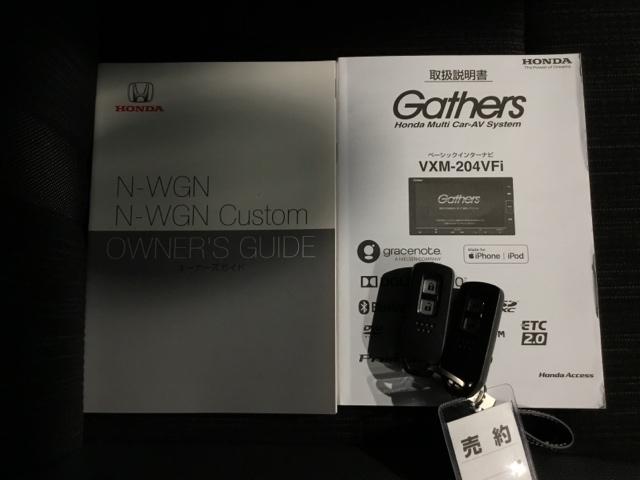 HONDA
N-WGN
N-WGN Custom
OWNER'S GUIDE
オーナーズガイド
HONDA
The Power of Dreams
取扱説明書
Gathers
Honda Multi Car-AV System
ベーシックインターナビ
VXM-204VFi
Gathers
gracenote
A NIELSEN COMPANY
Made for
iPhone | iPod
ETC
2.0
Honda Access
売約